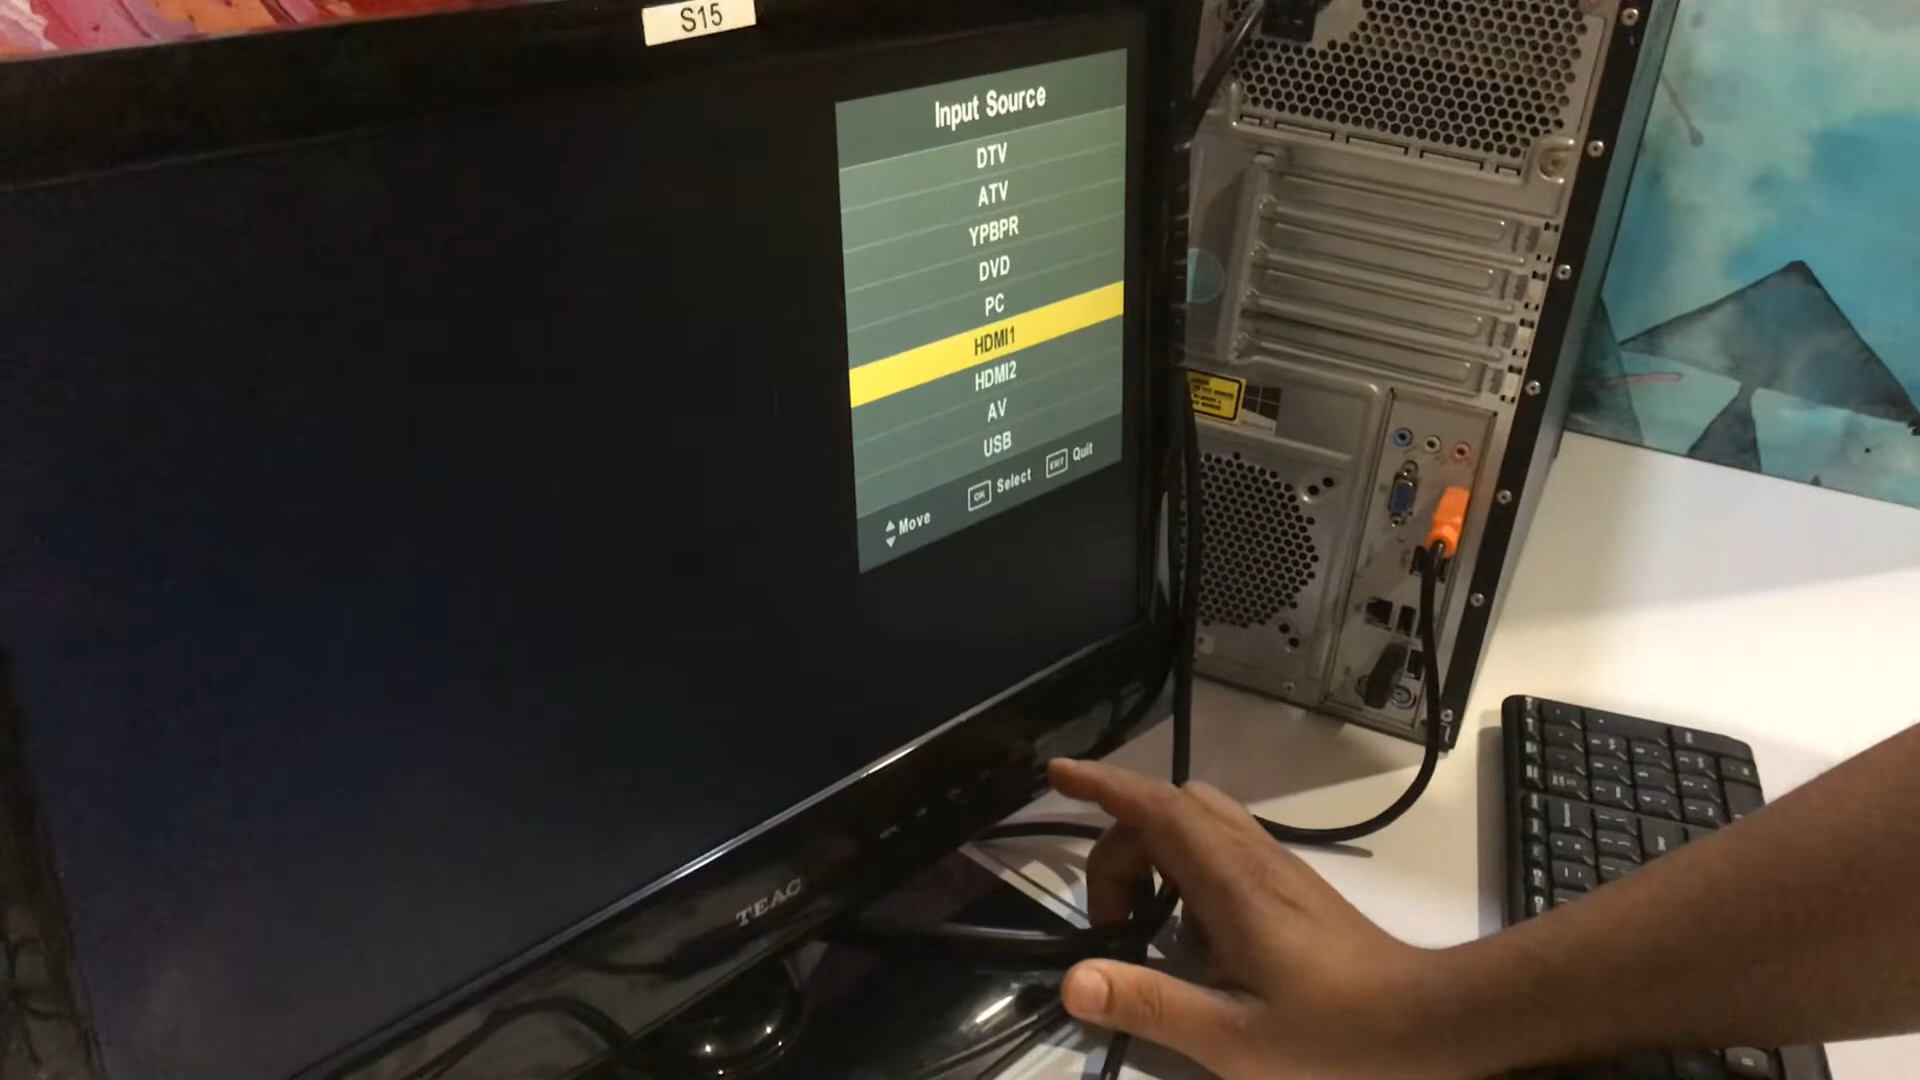 S15
Input Source
DTV
ATV
YPBPR
DVD
PC
HDMI1
HDMI2
AV
USB
Move
OK Select
EXIT Quit
TEAC